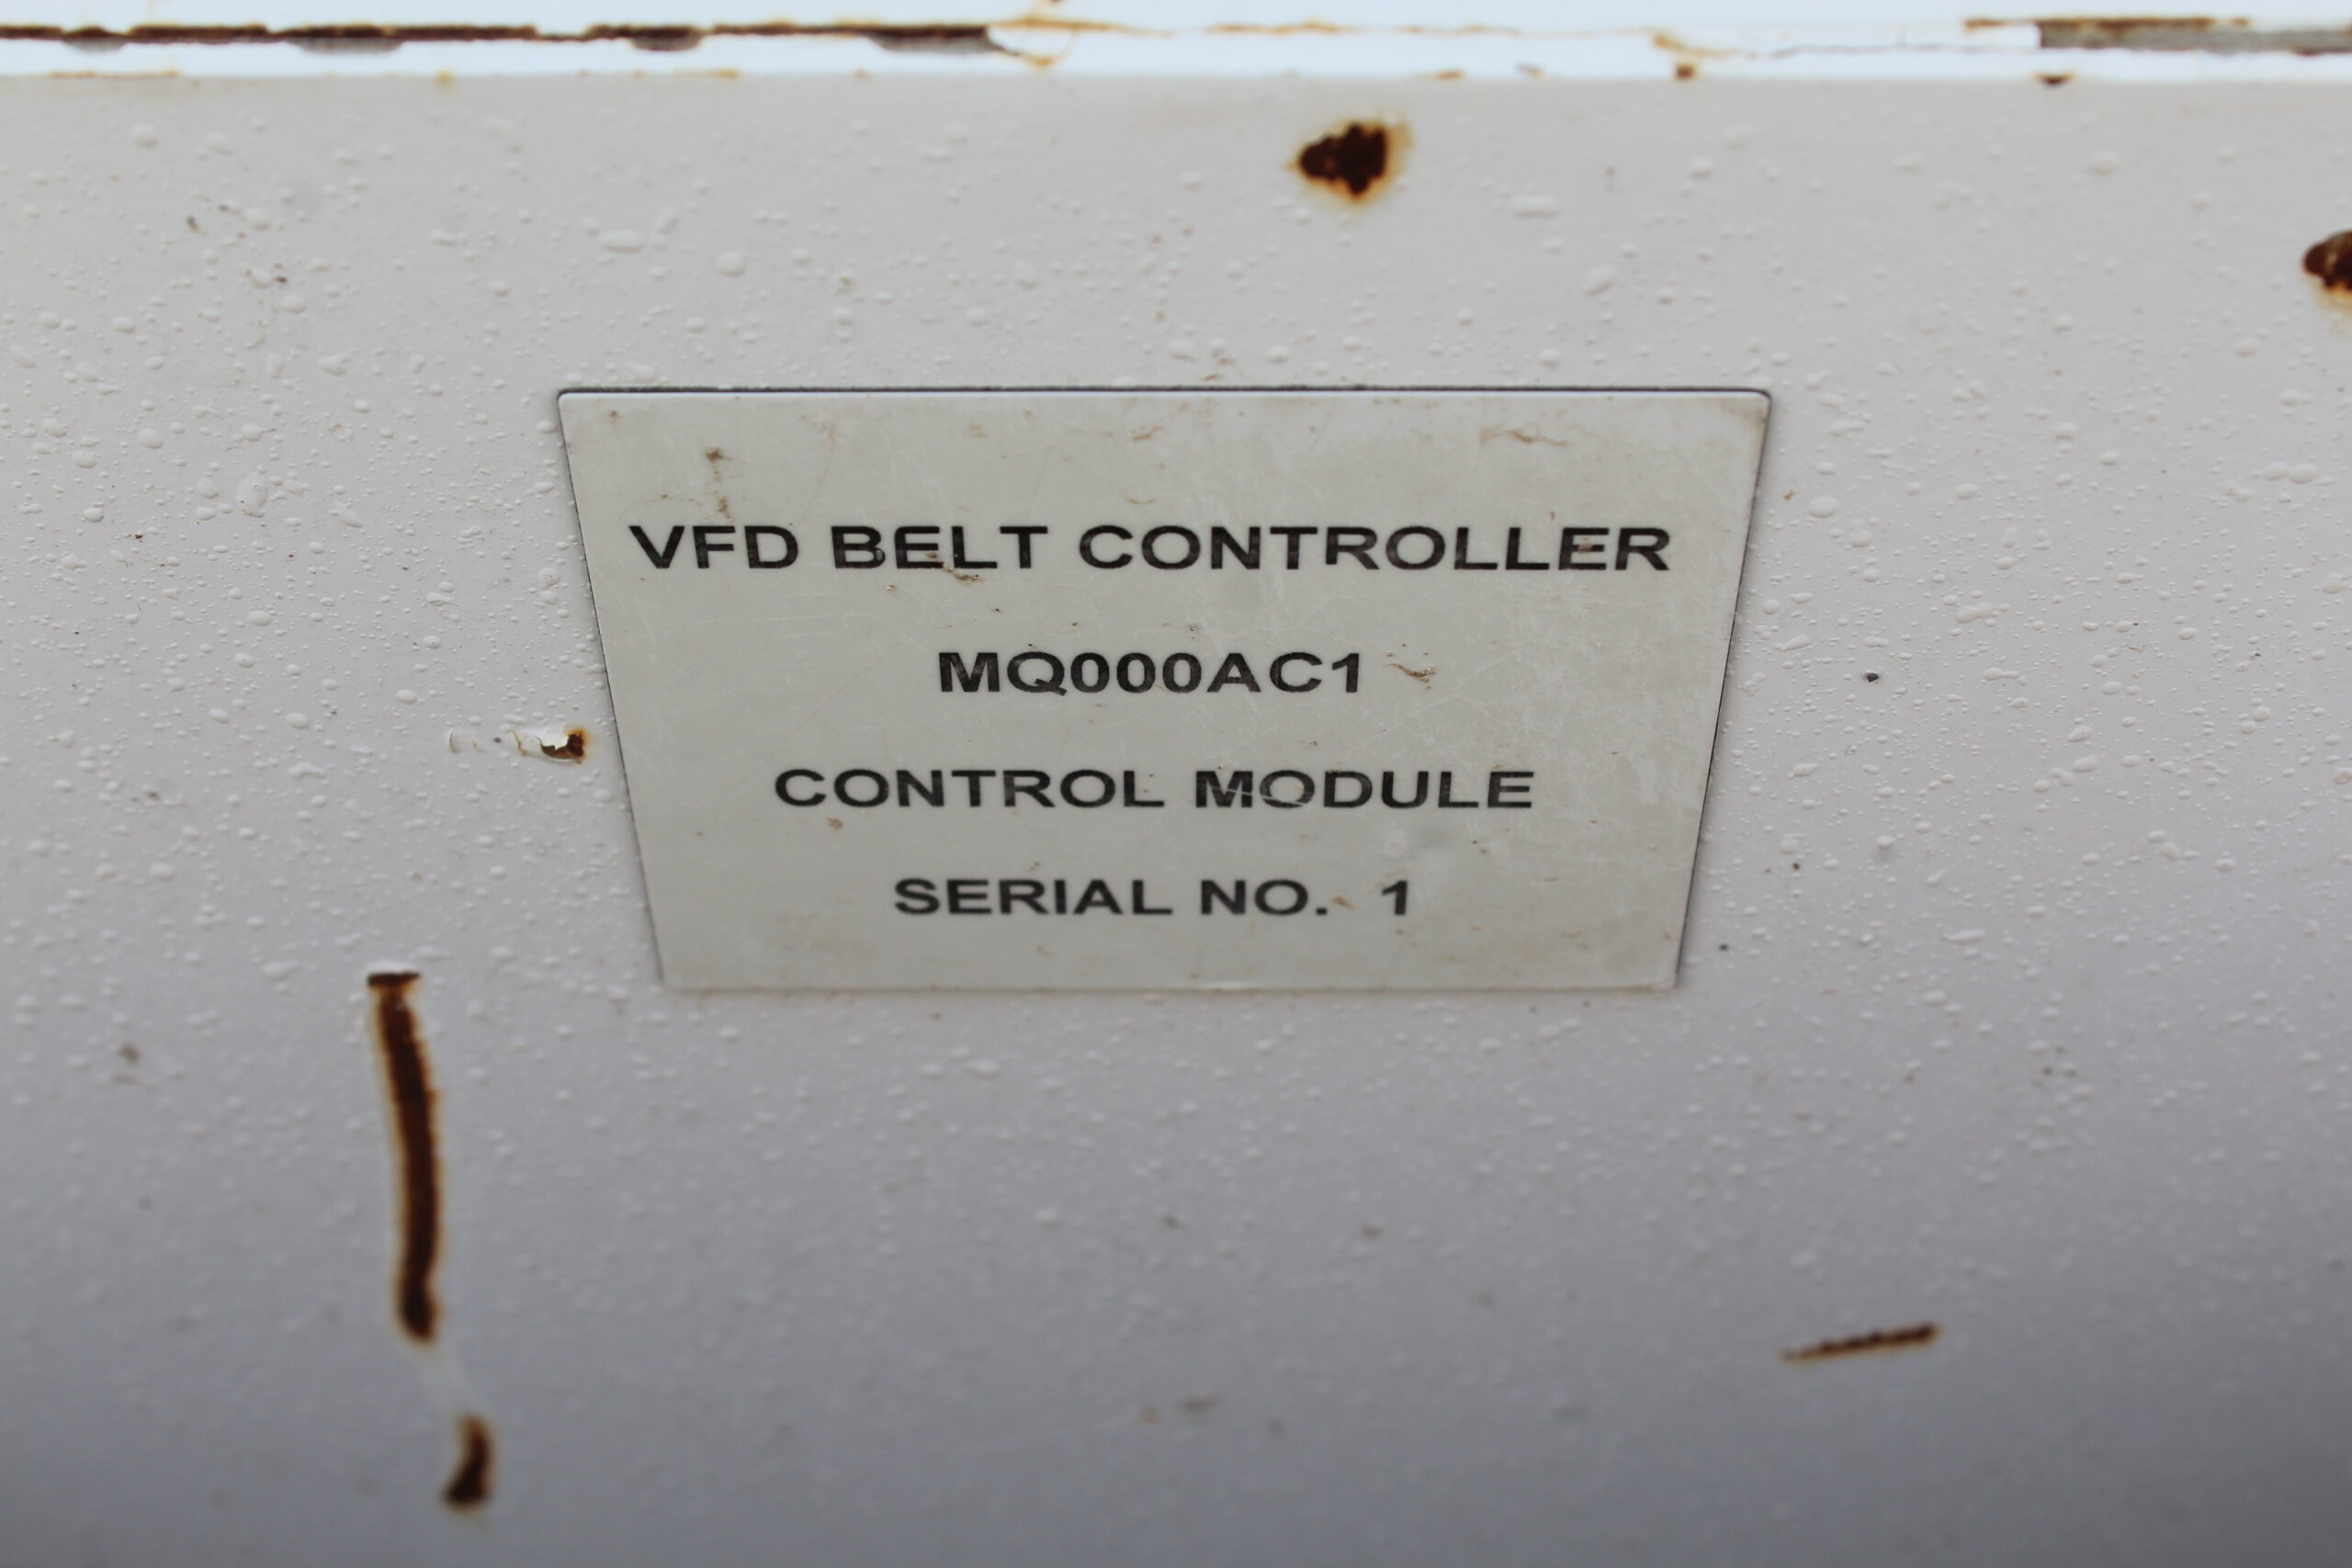 VFD BELT CONTROLLER
MQ000AC1
CONTROL MODULE
SERIAL NO. 1